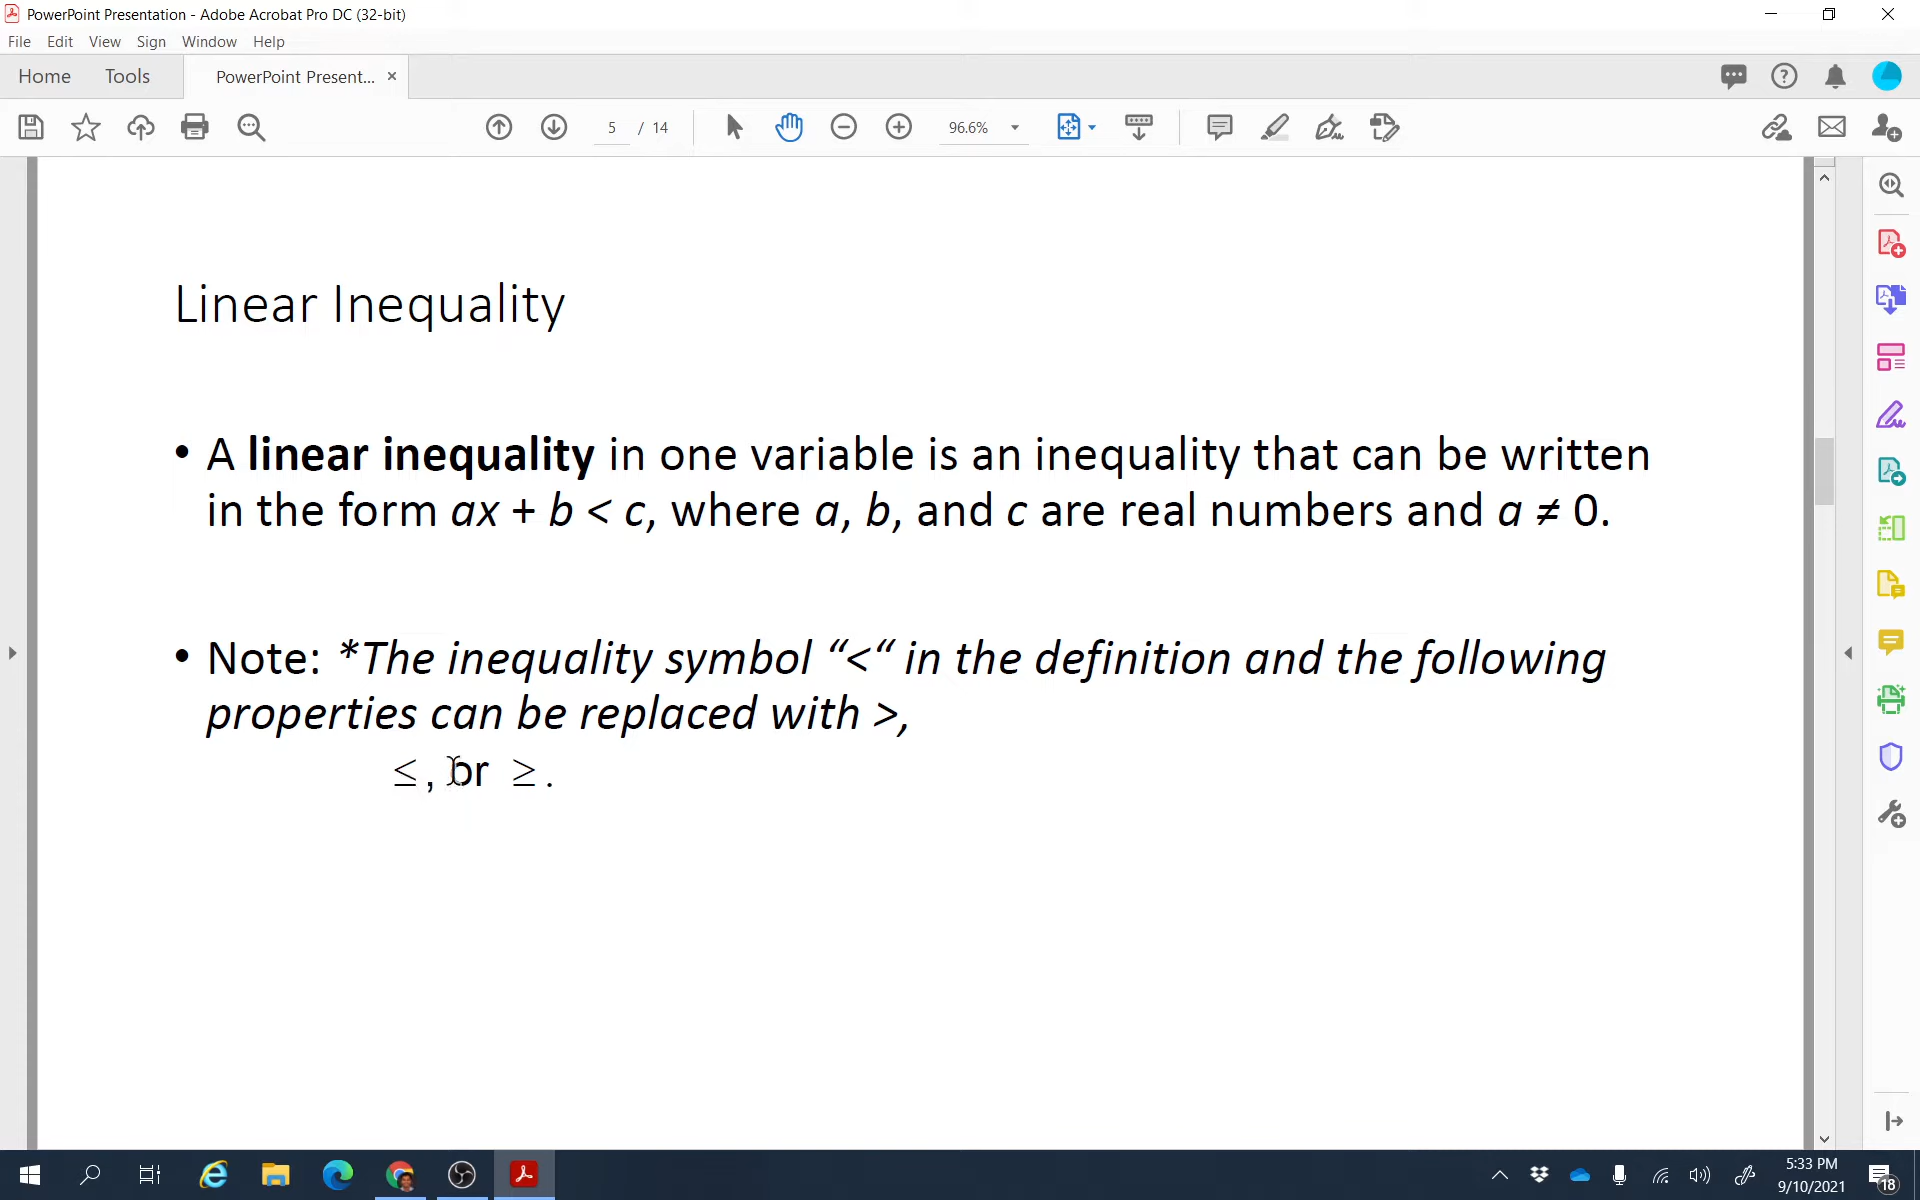 PowerPoint Presentation - Adobe Acrobat Pro DC (32-bit)
File Edit View Sign Window Help
Home Tools PowerPoint Present... ×
5 / 14 96.6%
Linear Inequality
• A linear inequality in one variable is an inequality that can be written
in the form ax + b < c, where a, b, and c are real numbers and a ≠ 0.
• Note: *The inequality symbol “<“ in the definition and the following
properties can be replaced with >,
≤ , or ≥ .
5:33 PM
9/10/2021
18